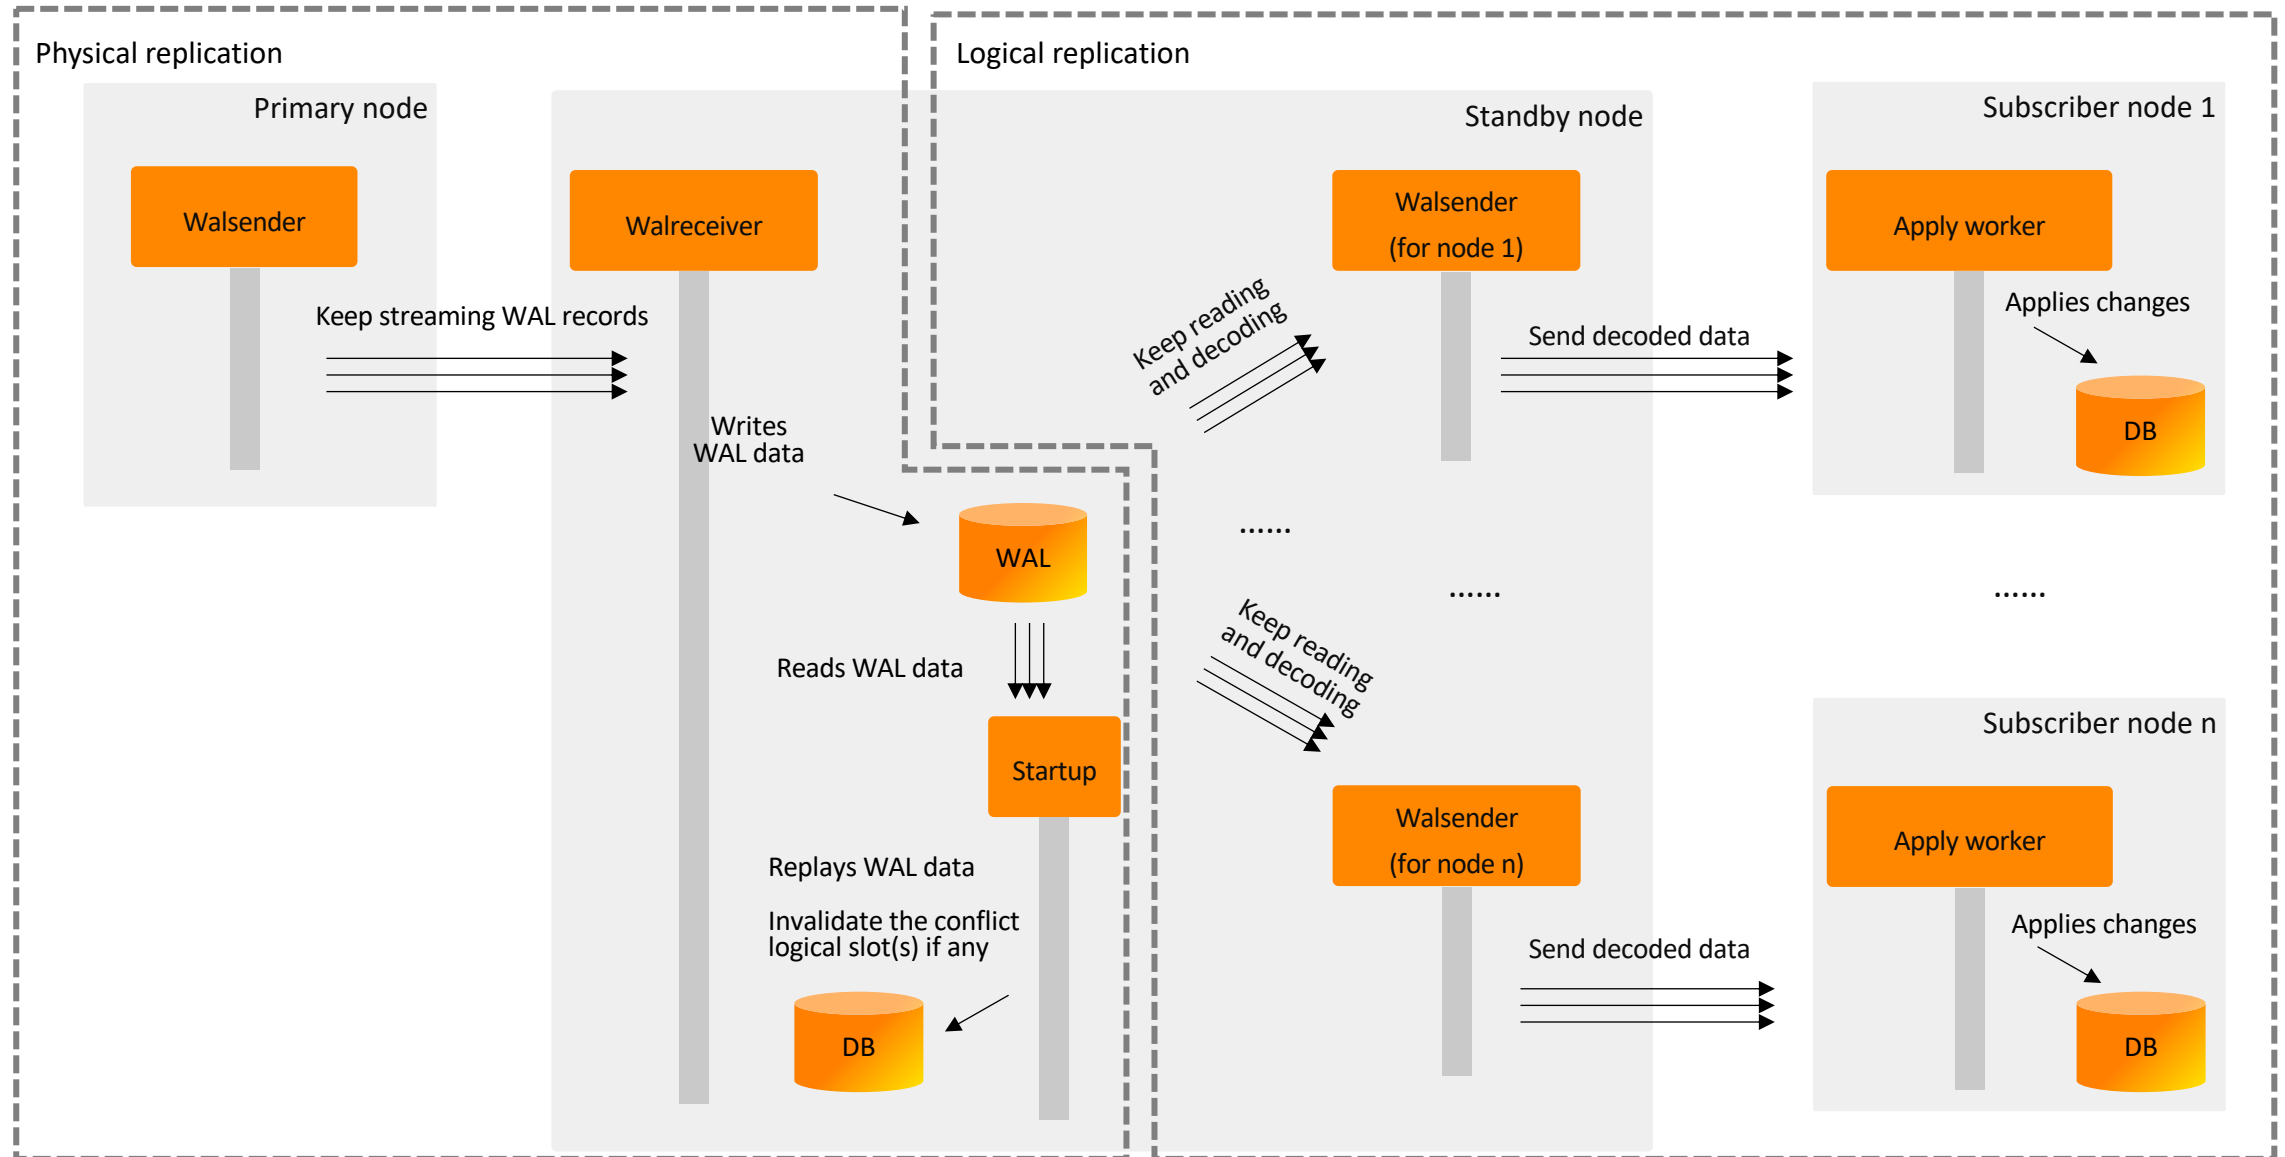 Physical replication
Logical replication
Primary node
Standby node
Subscriber node 1
Walsender
Walreceiver
Walsender
(for node 1)
Apply worker
Keep streaming WAL records
Keep reading
and decoding
Send decoded data
Applies changes
DB
Writes
WAL data
WAL
......
......
......
Reads WAL data
Keep reading
and decoding
Startup
Subscriber node n
Walsender
(for node n)
Apply worker
Replays WAL data
Invalidate the conflict
logical slot(s) if any
Send decoded data
Applies changes
DB
DB